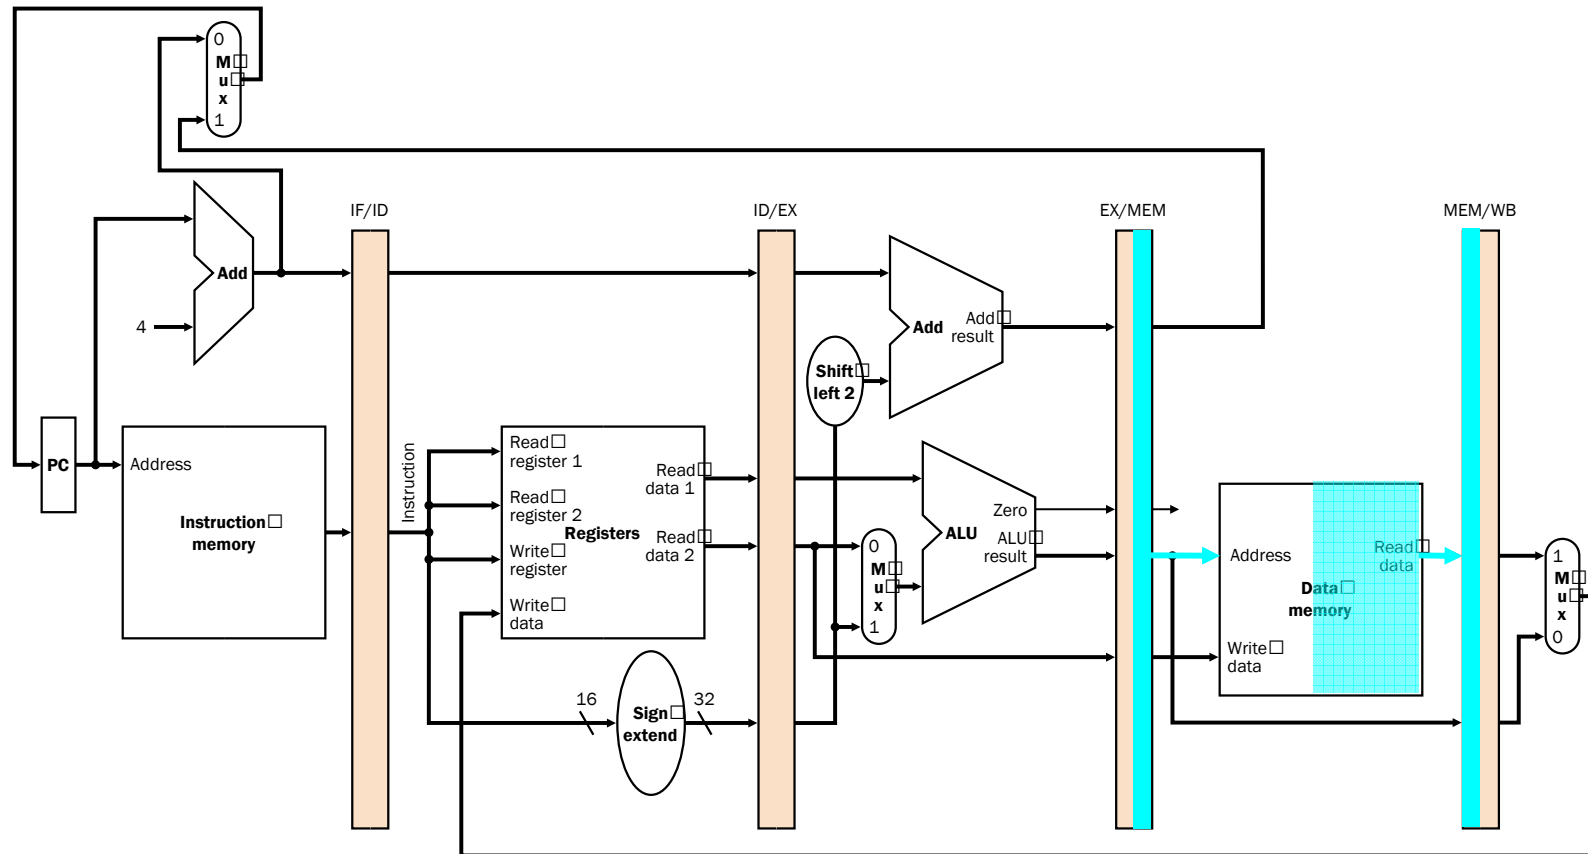 0
M
u
x
1
IF/ID
ID/EX
EX/MEM
MEM/WB
Add
4
Add
Add
result
Shift
left 2
PC
Address
Instruction
memory
Instruction
Read
register 1
Read
register 2
Write
register
Write
data
Registers
Read
data 1
Read
data 2
16
Sign
extend
32
0
M
u
x
1
Zero
ALU
ALU
result
Address
Read
data
Data
memory
Write
data
1
M
u
x
0